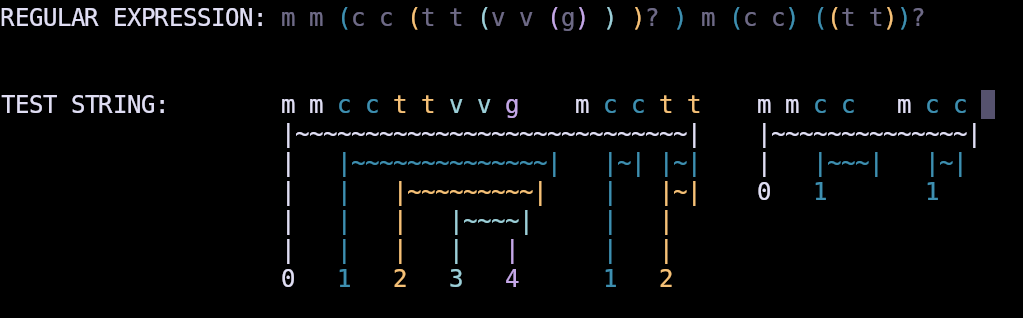 REGULAR EXPRESSION: m m (c c (t t (v v (g) ) )? ) m (c c) ((t t))?
TEST STRING:        m m c c t t v v g    m c c t t    m m c c   m c c
                    |~~~~~~~~~~~~~~~~~~~~~~~~~~~~|    |~~~~~~~~~~~~~~|
                    |   |~~~~~~~~~~~~~~|   |~| |~|    |   |~~~|   |~|
                    |   |   |~~~~~~~~~|    |   |~|    0   1       1
                    |   |   |   |~~~~|     |   |
                    |   |   |   |   |      |   |
                    0   1   2   3   4      1   2